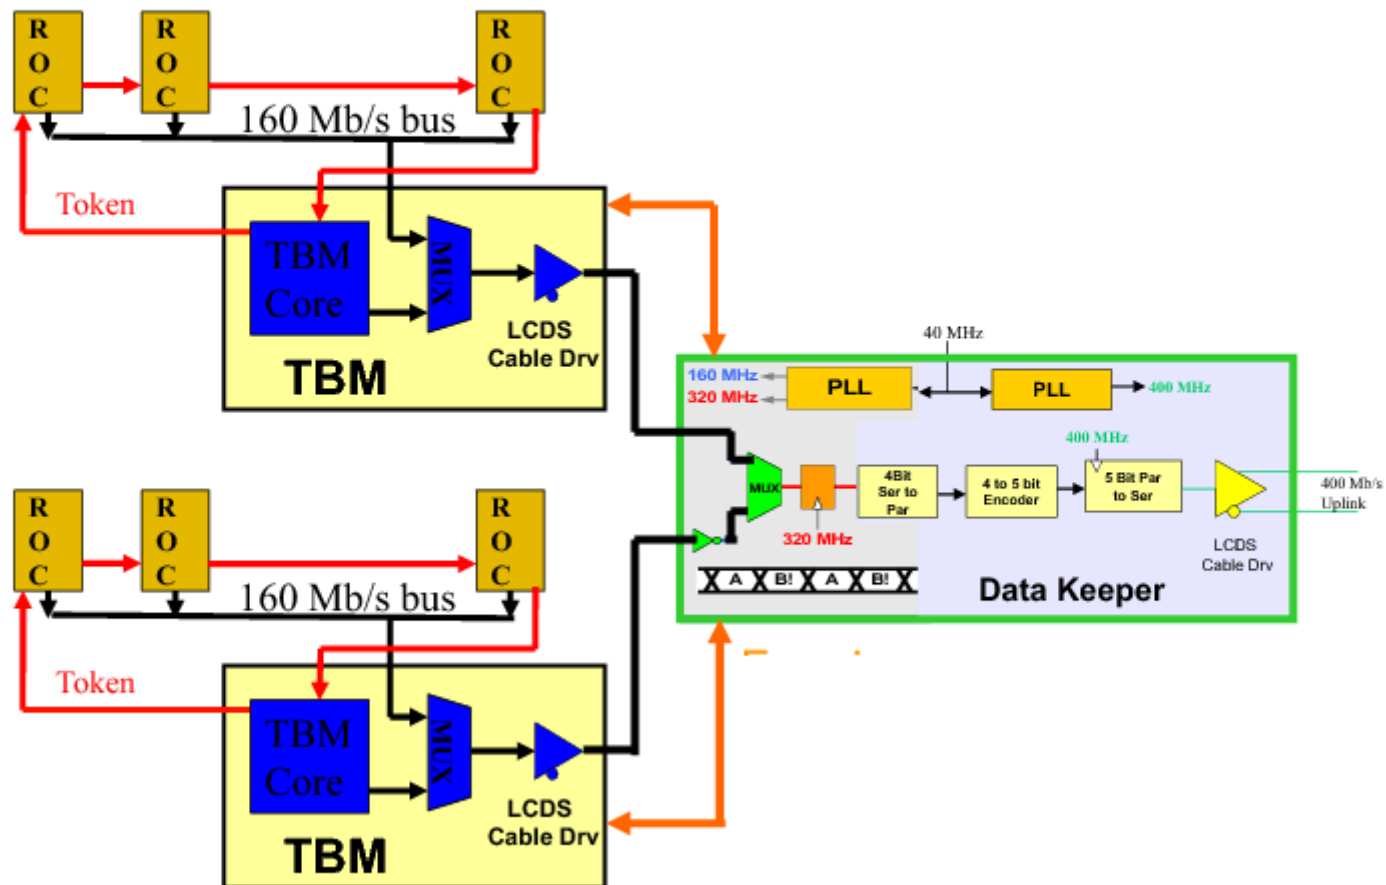 R
O
C
R
O
C
R
O
C
160 Mb/s bus
Token
TBM
Core
MUX
LCDS
Cable Drv
TBM
40 MHz
160 MHz
320 MHz
PLL
PLL
400 MHz
400 MHz
MUX
4Bit
Ser to
Par
4 to 5 bit
Encoder
5 Bit Par
to Ser
400 Mb/s
Uplink
320 MHz
LCDS
Cable Drv
A B! A B!
Data Keeper
R
O
C
R
O
C
R
O
C
160 Mb/s bus
Token
TBM
Core
MUX
LCDS
Cable Drv
TBM